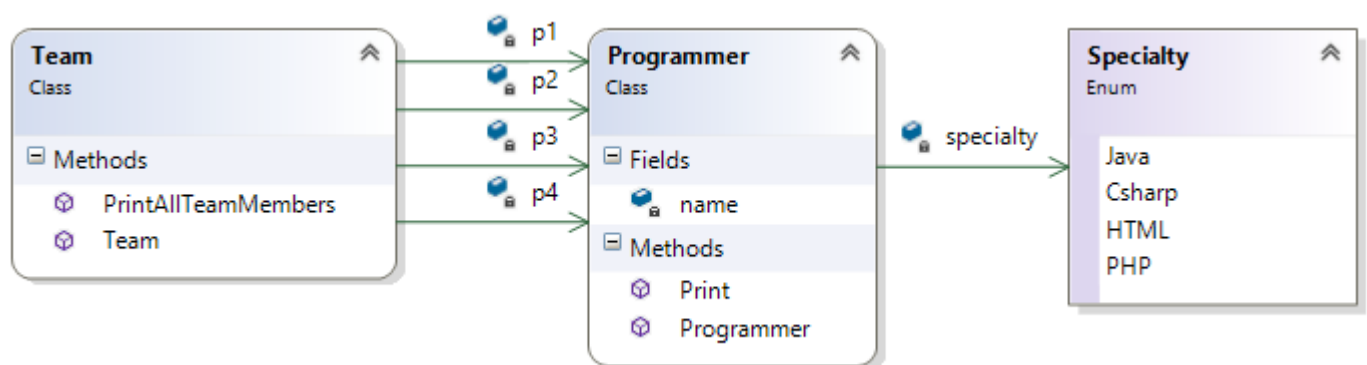 Team
Class
Methods
PrintAllTeamMembers
Team
p1
p2
p3
p4
Programmer
Class
Fields
name
Methods
Print
Programmer
specialty
Specialty
Enum
Java
Csharp
HTML
PHP